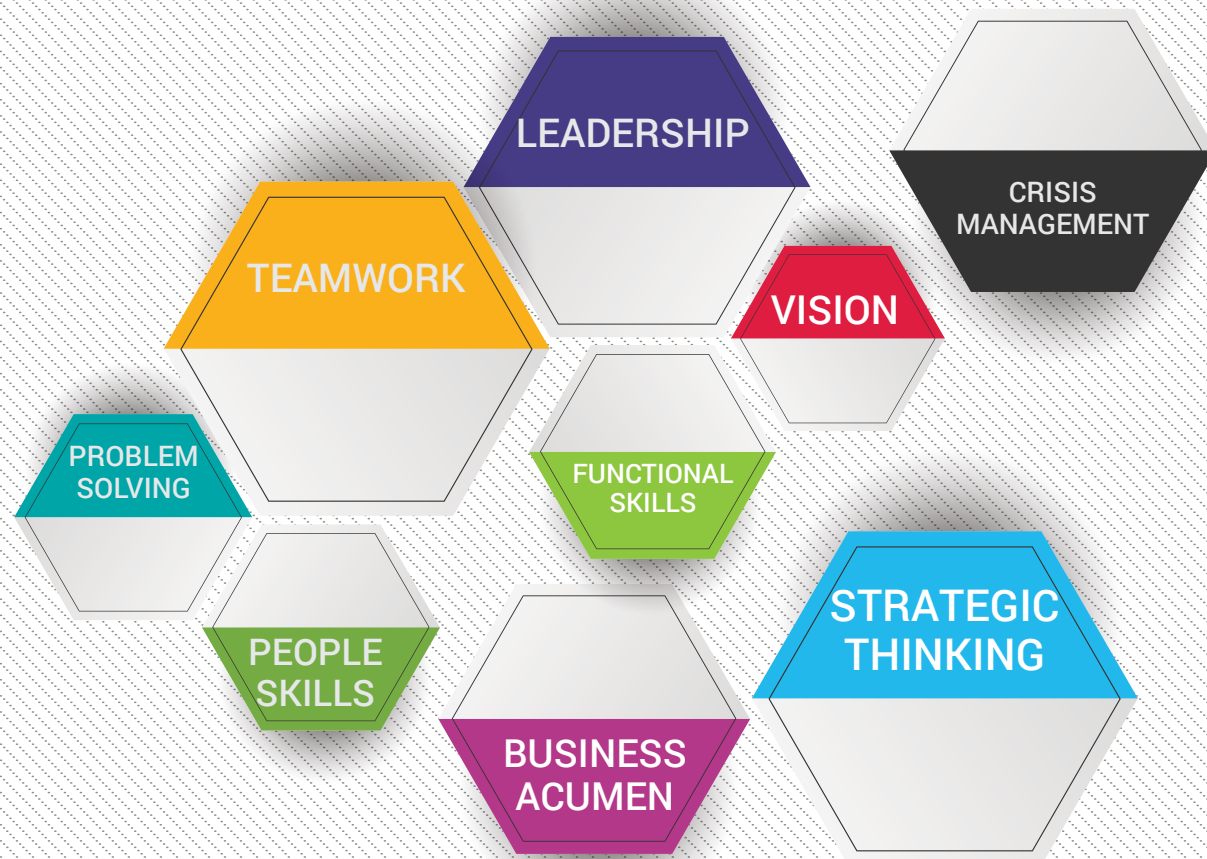 LEADERSHIP
CRISIS
MANAGEMENT
TEAMWORK
VISION
PROBLEM
SOLVING
FUNCTIONAL
SKILLS
PEOPLE
SKILLS
STRATEGIC
THINKING
BUSINESS
ACUMEN